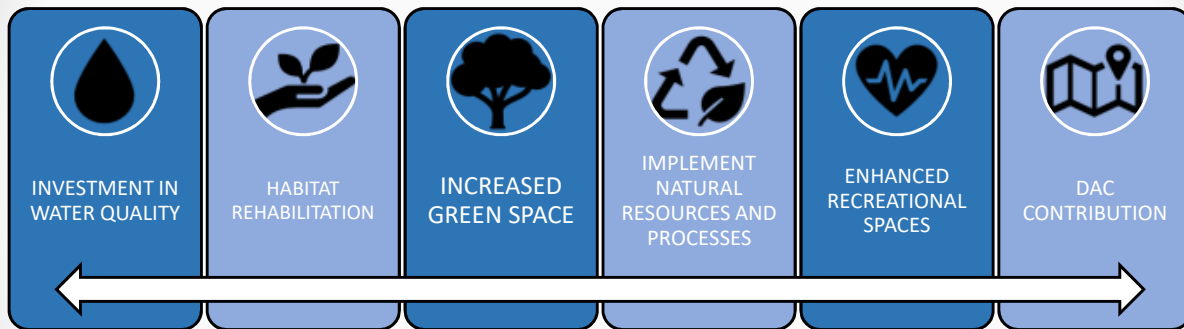 INVESTMENT IN
WATER QUALITY
HABITAT
REHABILITATION
INCREASED
GREEN SPACE
IMPLEMENT
NATURAL
RESOURCES AND
PROCESSES
ENHANCED
RECREATIONAL
SPACES
DAC
CONTRIBUTION